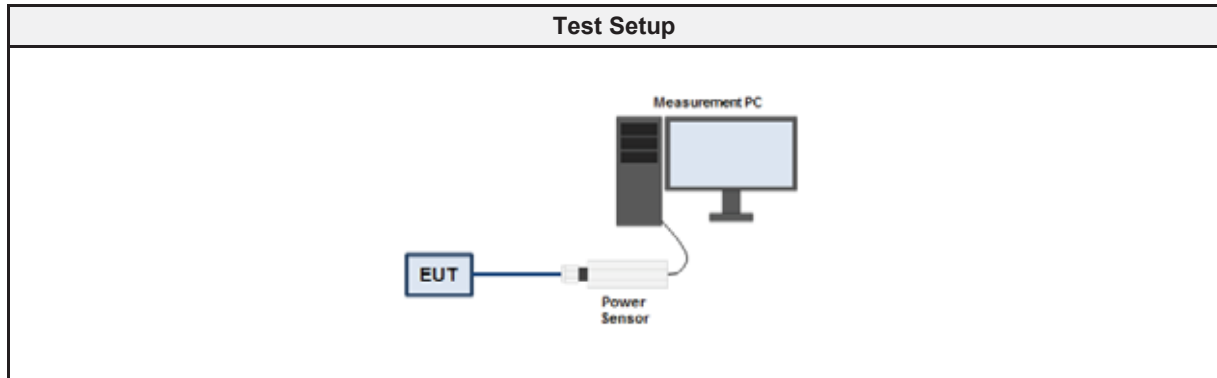 Test Setup
Measurement PC
EUT
Power
Sensor